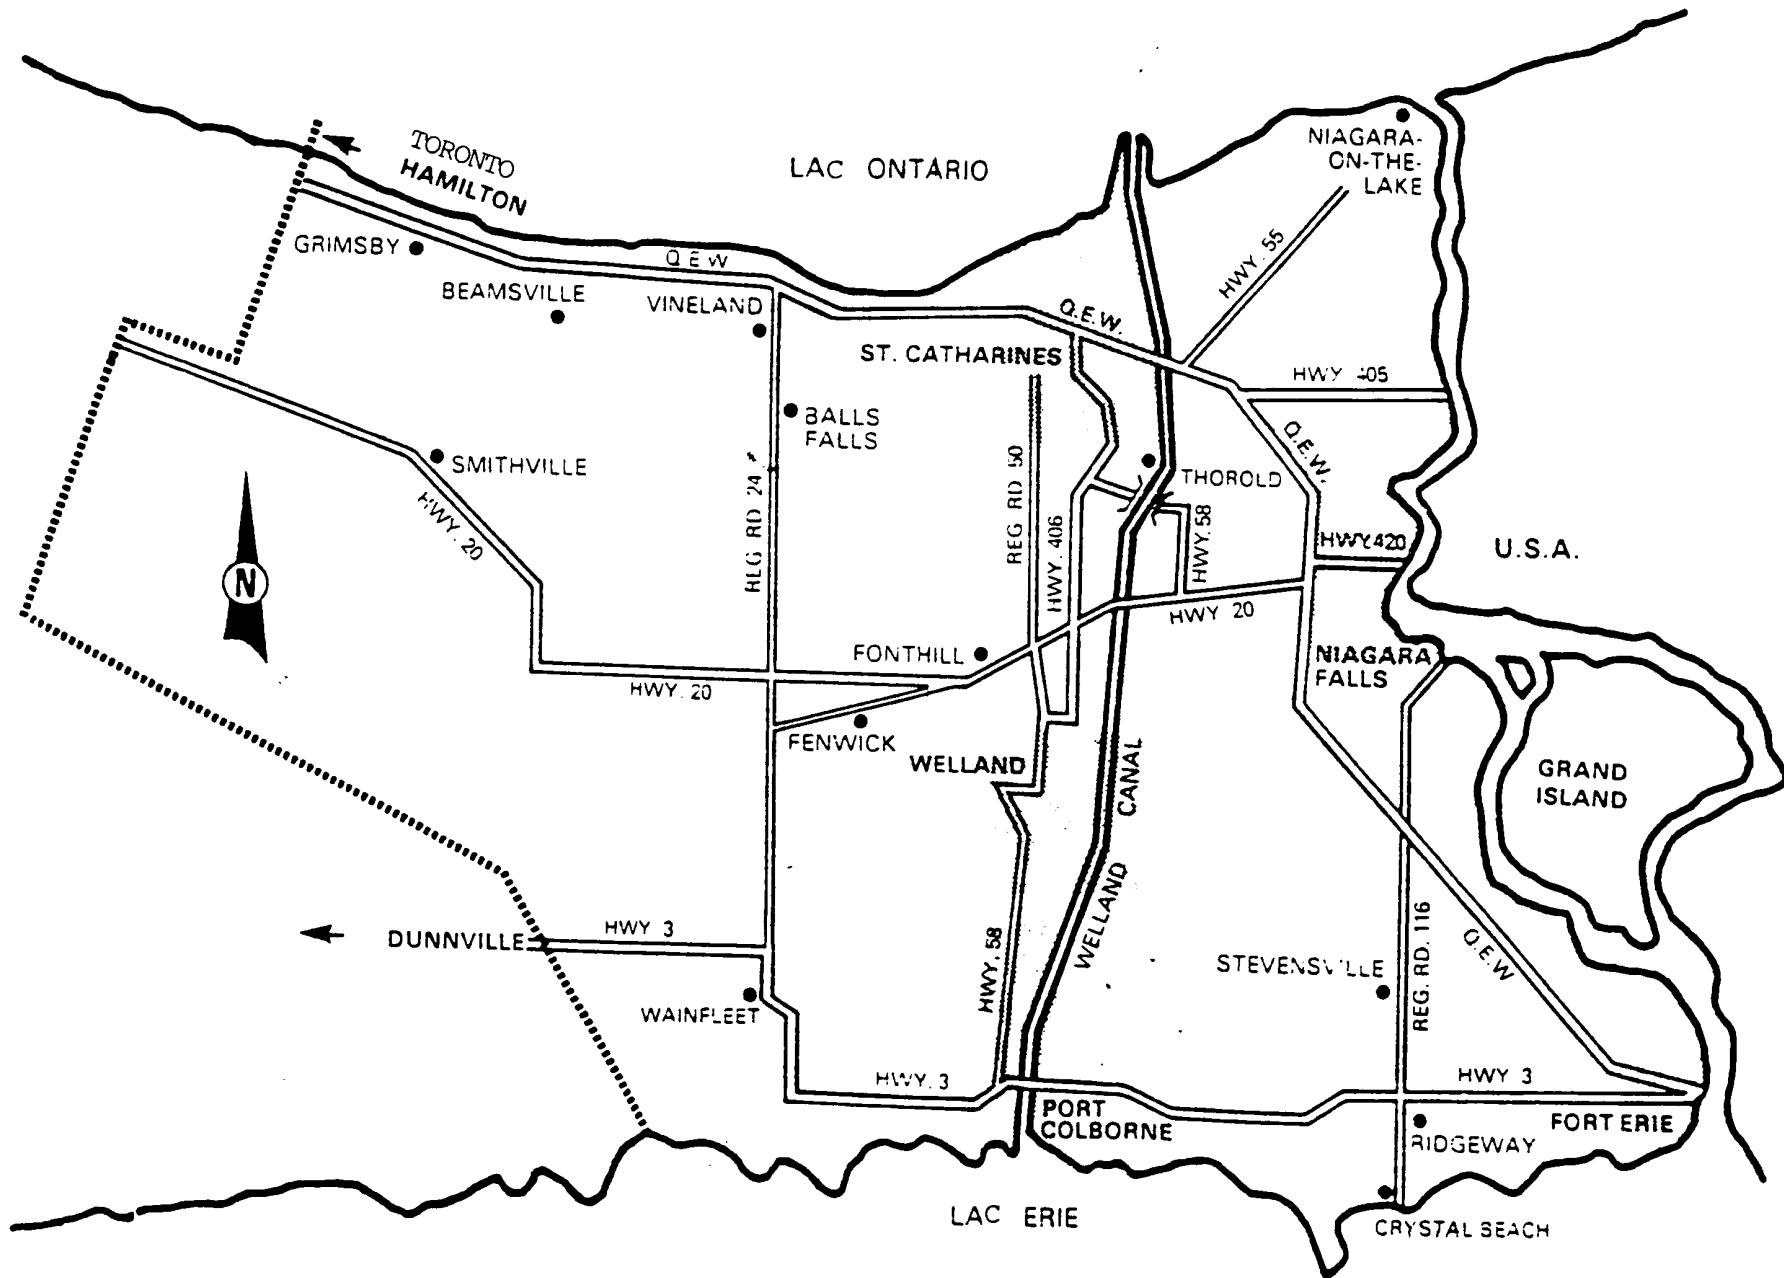 TORONTO
HAMILTON
LAC ONTARIO
NIAGARA-
ON-THE-
LAKE
GRIMSBY
Q.E.W
BEAMSVILLE
VINELAND
HWY. 55
Q.E.W.
ST. CATHARINES
HWY 405
BALLS
FALLS
SMITHVILLE
Q.E.W.
THOROLD
HWY. 20
REG RD 24
REG RD 50
HWY. 406
HWY. 58
HWY.420
U.S.A.
N
HWY 20
FONTHILL
NIAGARA
FALLS
HWY. 20
FENWICK
WELLAND
WELLAND CANAL
GRAND
ISLAND
HWY. 58
HWY 3
DUNNVILLE
REG. RD. 116
Q.E.W
STEVENSVILLE
WAINFLEET
HWY. 3
HWY 3
PORT
COLBORNE
FORT ERIE
RIDGEWAY
LAC ERIE
CRYSTAL BEACH